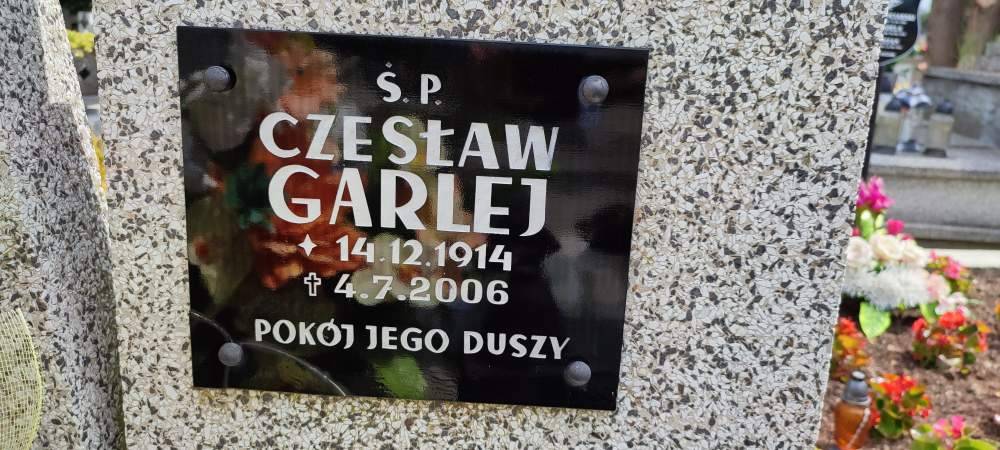 Ś. P.
CZESŁAW
GARLEJ
✦ 14.12.1914
✝ 4.7.2006
POKÓJ JEGO DUSZY